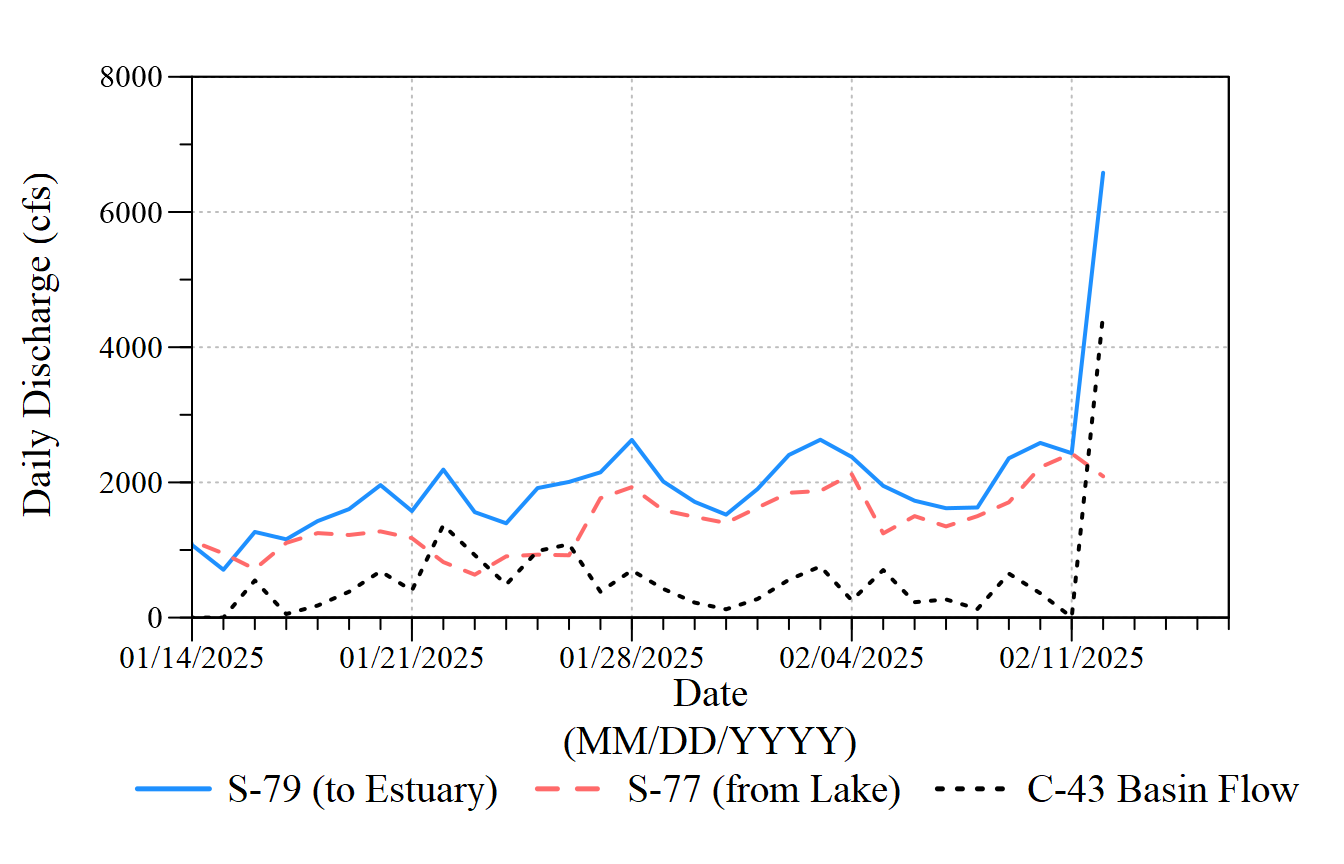 8000
6000
4000
2000
0
Daily Discharge (cfs)
01/14/2025 01/21/2025 01/28/2025 02/04/2025 02/11/2025
Date
(MM/DD/YYYY)
S-79 (to Estuary) S-77 (from Lake) C-43 Basin Flow